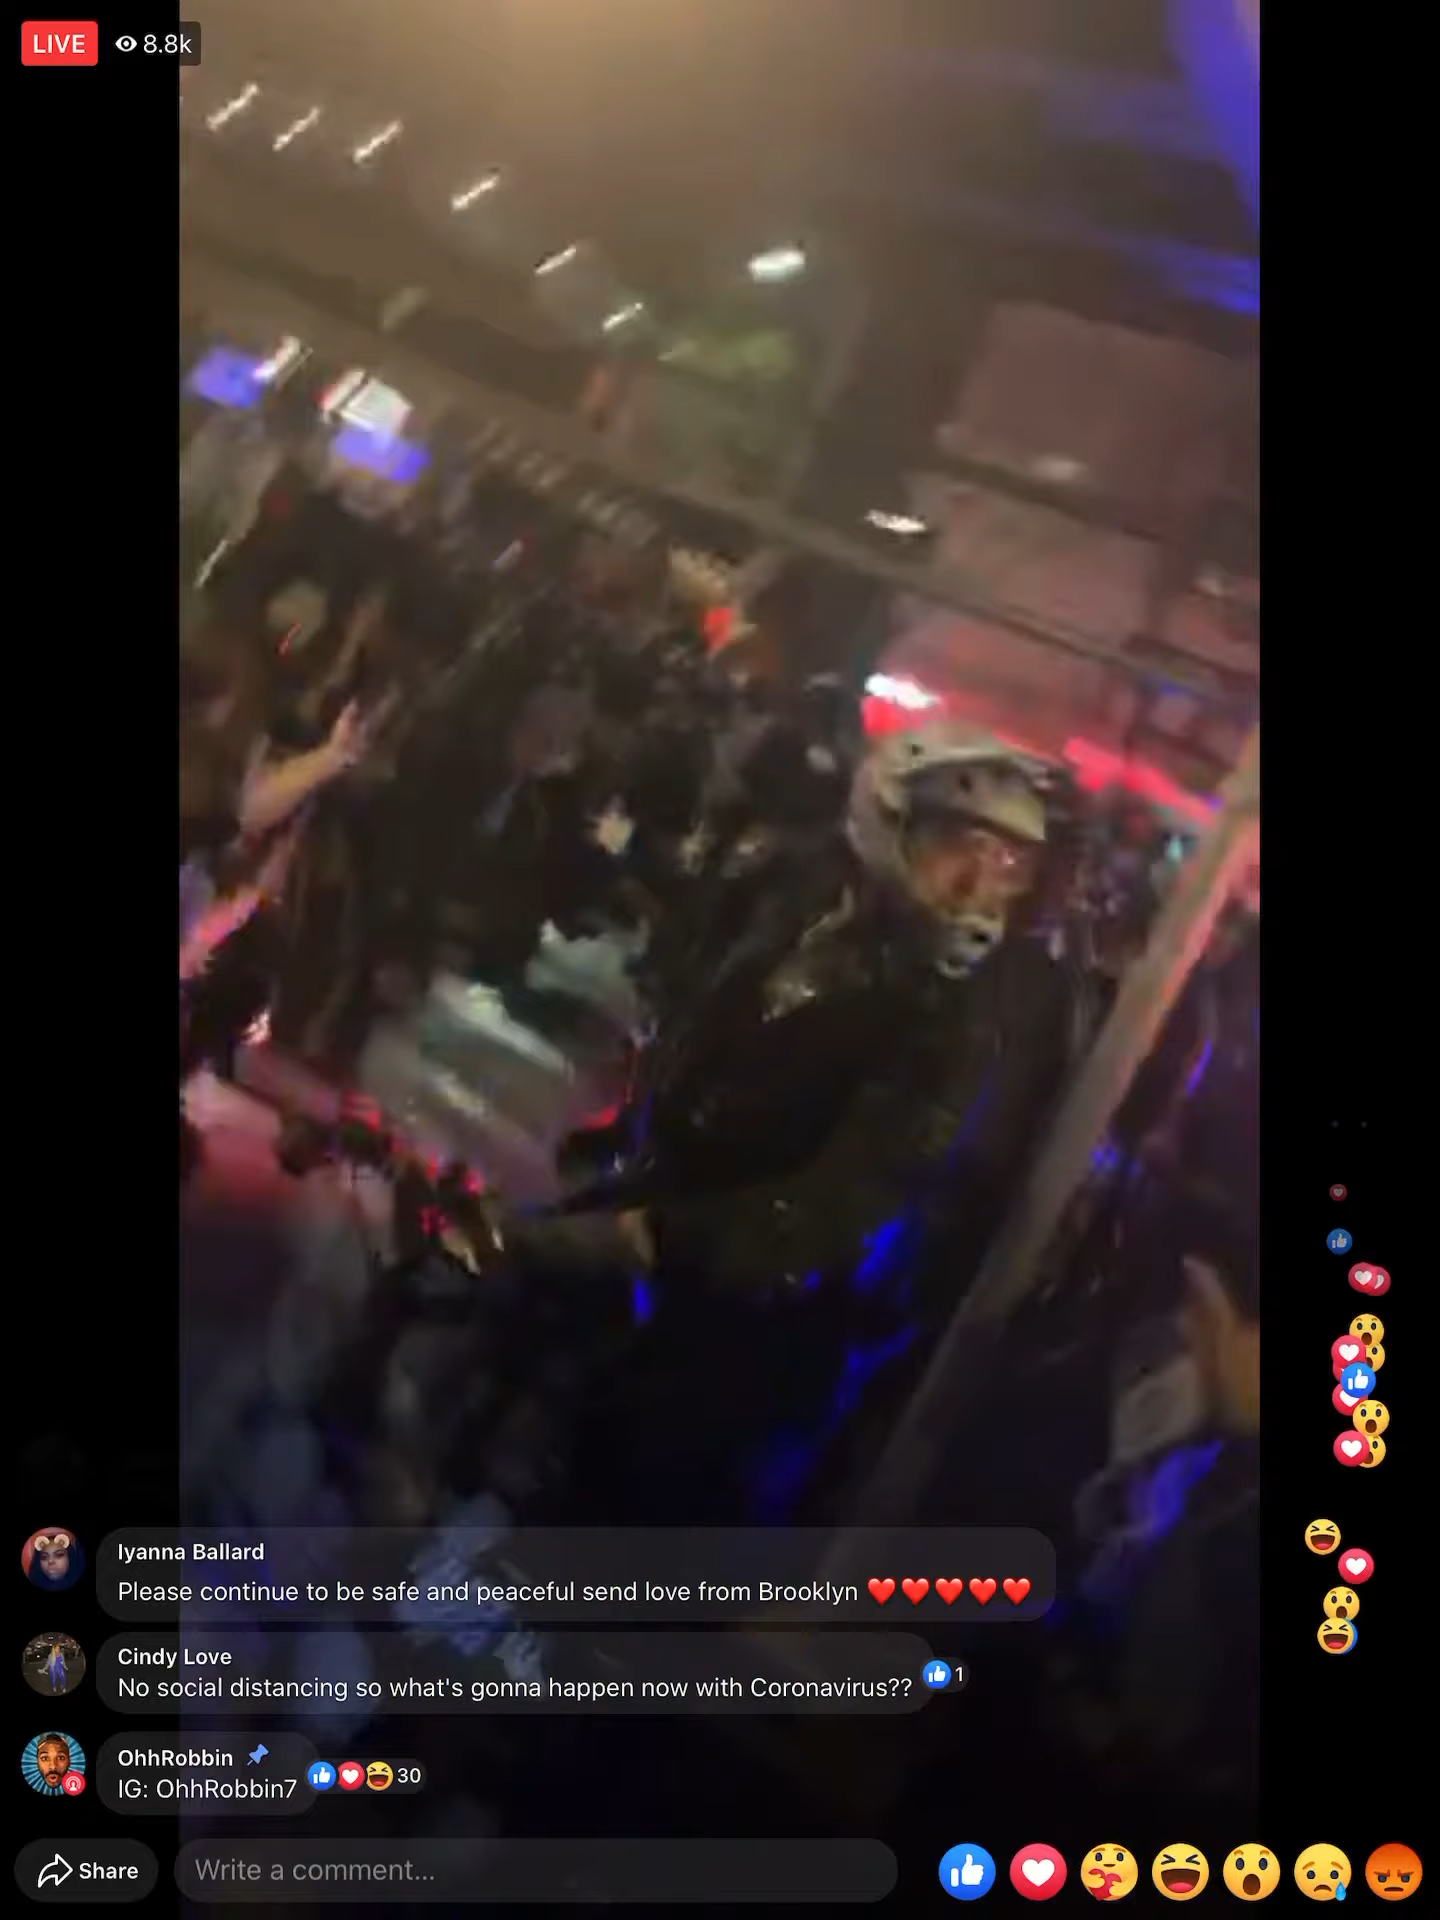 LIVE 8.8k
Iyanna Ballard
Please continue to be safe and peaceful send love from Brooklyn ❤️❤️❤️❤️❤️
Cindy Love
No social distancing so what's gonna happen now with Coronavirus??
1
OhhRobbin
IG: OhhRobbin7
30
Share
Write a comment...